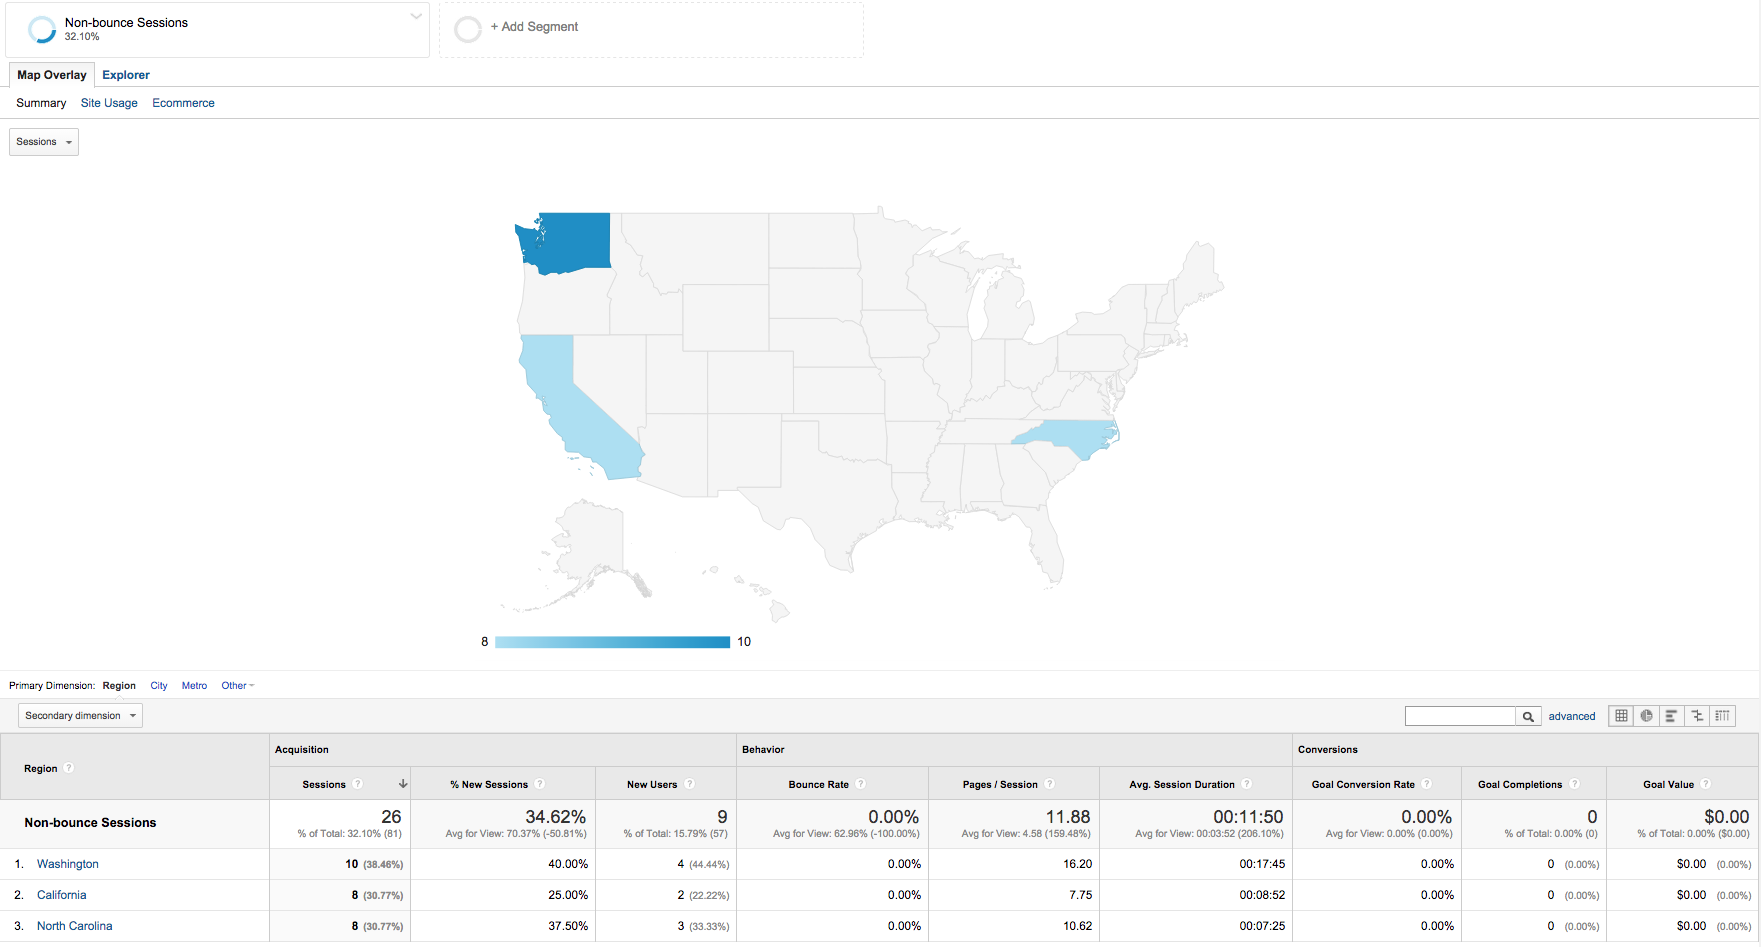 Non-bounce Sessions
32.10%
+ Add Segment
Map Overlay Explorer
Summary Site Usage Ecommerce
Sessions
8 10
Primary Dimension: Region City Metro Other
Secondary dimension advanced
Acquisition Behavior Conversions
Region ? Sessions ? % New Sessions ? New Users ? Bounce Rate ? Pages / Session ? Avg. Session Duration ? Goal Conversion Rate ? Goal Completions ? Goal Value ?
Non-bounce Sessions 26 34.62% 9 0.00% 11.88 00:11:50 0.00% 0 $0.00
% of Total: 32.10% (81) Avg for View: 70.37% (-50.81%) % of Total: 15.79% (57) Avg for View: 62.96% (-100.00%) Avg for View: 4.58 (159.48%) Avg for View: 00:03:52 (206.10%) Avg for View: 0.00% (0.00%) % of Total: 0.00% (0) % of Total: 0.00% ($0.00)
1. Washington 10 (38.46%) 40.00% 4 (44.44%) 0.00% 16.20 00:17:45 0.00% 0 (0.00%) $0.00 (0.00%)
2. California 8 (30.77%) 25.00% 2 (22.22%) 0.00% 7.75 00:08:52 0.00% 0 (0.00%) $0.00 (0.00%)
3. North Carolina 8 (30.77%) 37.50% 3 (33.33%) 0.00% 10.62 00:07:25 0.00% 0 (0.00%) $0.00 (0.00%)